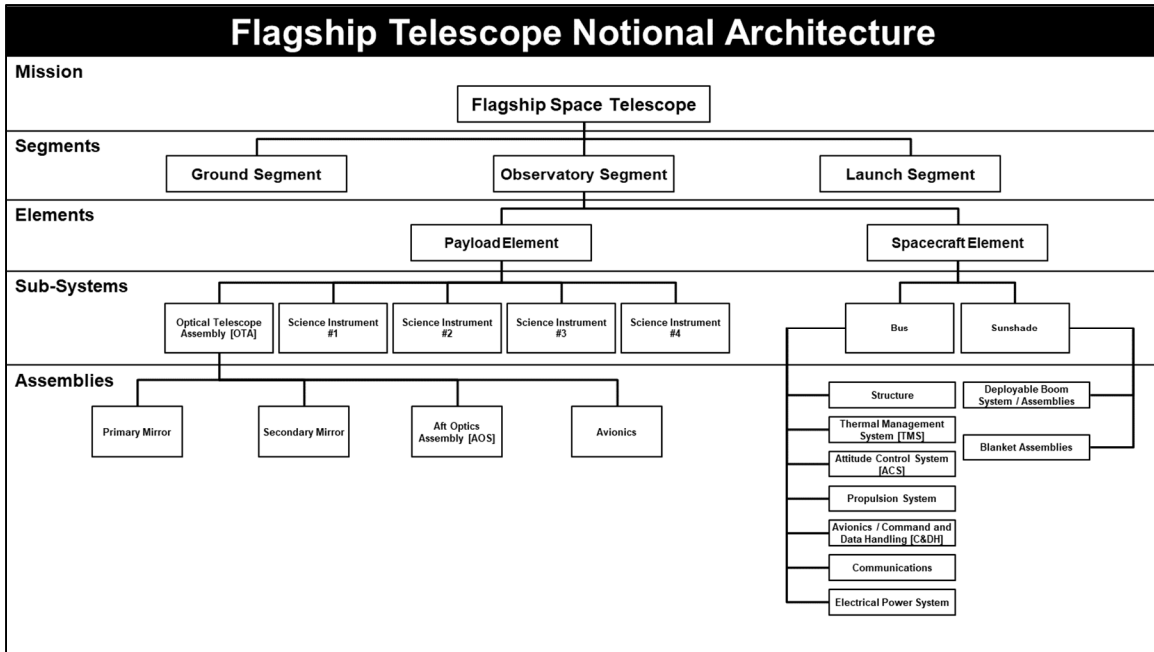 Flagship Telescope Notional Architecture
Mission
Flagship Space Telescope
Segments
Ground Segment
Observatory Segment
Launch Segment
Elements
Payload Element
Spacecraft Element
Sub-Systems
Optical Telescope
Assembly [OTA]
Science Instrument
#1
Science Instrument
#2
Science Instrument
#3
Science Instrument
#4
Bus
Sunshade
Assemblies
Primary Mirror
Secondary Mirror
Aft Optics
Assembly [AOS]
Avionics
Structure
Thermal Management
System [TMS]
Attitude Control System
[ACS]
Propulsion System
Avionics / Command and
Data Handling [C&DH]
Communications
Electrical Power System
Deployable Boom
System / Assemblies
Blanket Assemblies